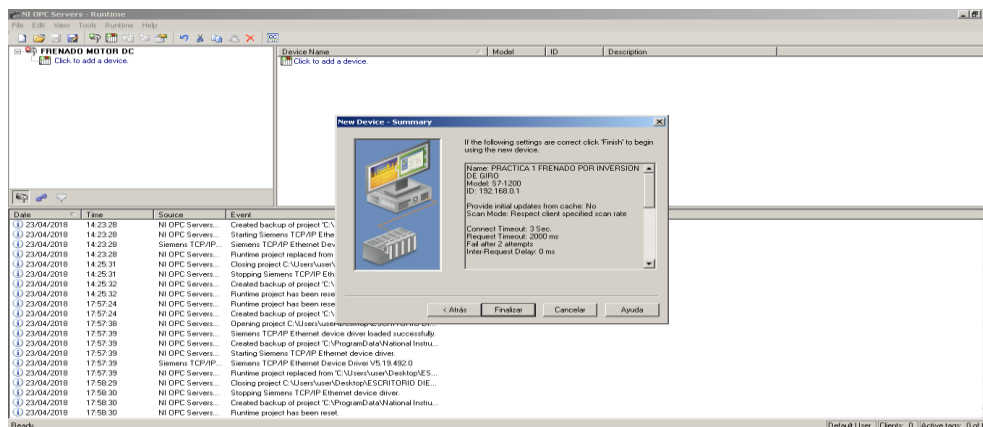 NI OPC Servers - Runtime
File Edit View Tools Runtime Help
FRENADO MOTOR DC
Click to add a device.
Device Name Model ID Description
Click to add a device.
New Device - Summary
If the following settings are correct click 'Finish' to begin
using the new device.
Name: PRACTICA 1 FRENADO POR INVERSION
DE GIRO
Model: S7-1200
ID: 192.168.0.1
Provide initial updates from cache: No
Scan Mode: Respect client specified scan rate
Connect Timeout: 3 Sec.
Request Timeout: 2000 ms
Fail after 2 attempts
Inter-Request Delay: 0 ms
< Atrás Finalizar Cancelar Ayuda
Date Time Source Event
23/04/2018 14:23:28 NI OPC Servers... Created backup of project 'C:\
23/04/2018 14:23:28 NI OPC Servers... Starting Siemens TCP/IP Ethe
23/04/2018 14:23:28 Siemens TCP/IP... Siemens TCP/IP Ethernet Dev
23/04/2018 14:23:28 NI OPC Servers... Runtime project replaced from
23/04/2018 14:25:31 NI OPC Servers... Closing project C:\Users\user\
23/04/2018 14:25:31 NI OPC Servers... Stopping Siemens TCP/IP Eth
23/04/2018 14:25:32 NI OPC Servers... Created backup of project 'C:\
23/04/2018 14:25:32 NI OPC Servers... Runtime project has been rese
23/04/2018 17:57:24 NI OPC Servers... Runtime project has been rese
23/04/2018 17:57:24 NI OPC Servers... Created backup of project 'C:\
23/04/2018 17:57:38 NI OPC Servers... Opening project C:\Users\user\Desktop\ESCRITORIO DI...
23/04/2018 17:57:39 NI OPC Servers... Siemens TCP/IP Ethernet device driver loaded successfully.
23/04/2018 17:57:39 NI OPC Servers... Created backup of project 'C:\ProgramData\National Instru...
23/04/2018 17:57:39 NI OPC Servers... Starting Siemens TCP/IP Ethernet device driver.
23/04/2018 17:57:39 Siemens TCP/IP... Siemens TCP/IP Ethernet Device Driver V5.19.492.0
23/04/2018 17:57:39 NI OPC Servers... Runtime project replaced from 'C:\Users\user\Desktop\ES...
23/04/2018 17:58:29 NI OPC Servers... Closing project C:\Users\user\Desktop\ESCRITORIO DIE...
23/04/2018 17:58:30 NI OPC Servers... Stopping Siemens TCP/IP Ethernet device driver.
23/04/2018 17:58:30 NI OPC Servers... Created backup of project 'C:\ProgramData\National Instru...
23/04/2018 17:58:30 NI OPC Servers... Runtime project has been reset.
Ready Default User Clients: 0 Active tags: 0 of